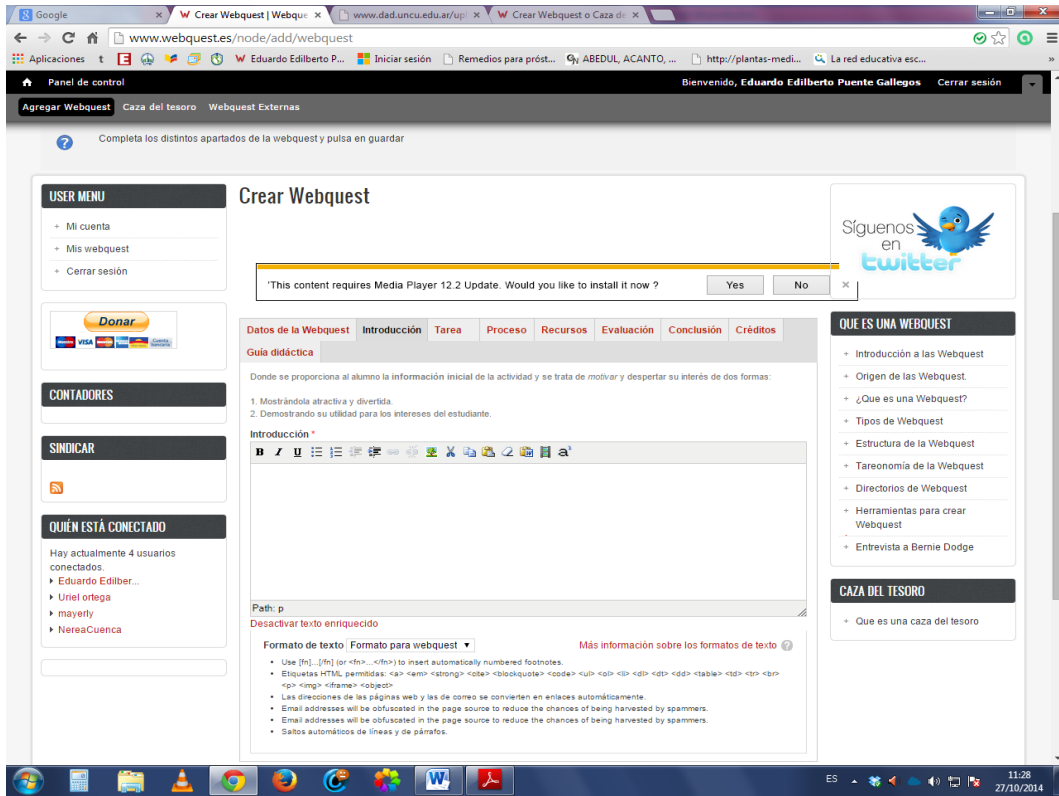 Google
W Crear Webquest | Webque
www.dad.uncu.edu.ar/upl
W Crear Webquest o Caza de
www.webquest.es/node/add/webquest
Aplicaciones
t
W Eduardo Edilberto P...
Iniciar sesión
Remedios para próst...
ABEDUL, ACANTO, ...
http://plantas-medi...
La red educativa esc...
»
Panel de control
Bienvenido, Eduardo Edilberto Puente Gallegos
Cerrar sesión
Agregar Webquest
Caza del tesoro
Webquest Externas
Completa los distintos apartados de la webquest y pulsa en guardar
USER MENU
Mi cuenta
Mis webquest
Cerrar sesión
Donar
VISA
CONTADORES
SINDICAR
QUIÉN ESTÁ CONECTADO
Hay actualmente 4 usuarios
conectados.
Eduardo Edilber...
Uriel ortega
mayerly
NereaCuenca
Crear Webquest
'This content requires Media Player 12.2 Update. Would you like to install it now ?
Yes
No
Datos de la Webquest
Introducción
Tarea
Proceso
Recursos
Evaluación
Conclusión
Créditos
Guía didáctica
Donde se proporciona al alumno la información inicial de la actividad y se trata de motivar y despertar su interés de dos formas:
1. Mostrándola atractiva y divertida.
2. Demostrando su utilidad para los intereses del estudiante.
Introducción *
B I U
Path: p
Desactivar texto enriquecido
Formato de texto Formato para webquest
Más información sobre los formatos de texto
Use [fn]...[/fn] (or <fn>...</fn>) to insert automatically numbered footnotes.
Etiquetas HTML permitidas: <a> <em> <strong> <cite> <blockquote> <code> <ul> <ol> <li> <dl> <dt> <dd> <table> <td> <tr> <br>
<p> <img> <iframe> <object>
Las direcciones de las páginas web y las de correo se convierten en enlaces automáticamente.
Email addresses will be obfuscated in the page source to reduce the chances of being harvested by spammers.
Email addresses will be obfuscated in the page source to reduce the chances of being harvested by spammers.
Saltos automáticos de líneas y de párrafos.
Síguenos
en
twitter
QUE ES UNA WEBQUEST
Introducción a las Webquest
Origen de las Webquest.
¿Que es una Webquest?
Tipos de Webquest
Estructura de la Webquest
Tareonomía de la Webquest
Directorios de Webquest
Herramientas para crear
Webquest
Entrevista a Bernie Dodge
CAZA DEL TESORO
Que es una caza del tesoro
ES
11:28
27/10/2014